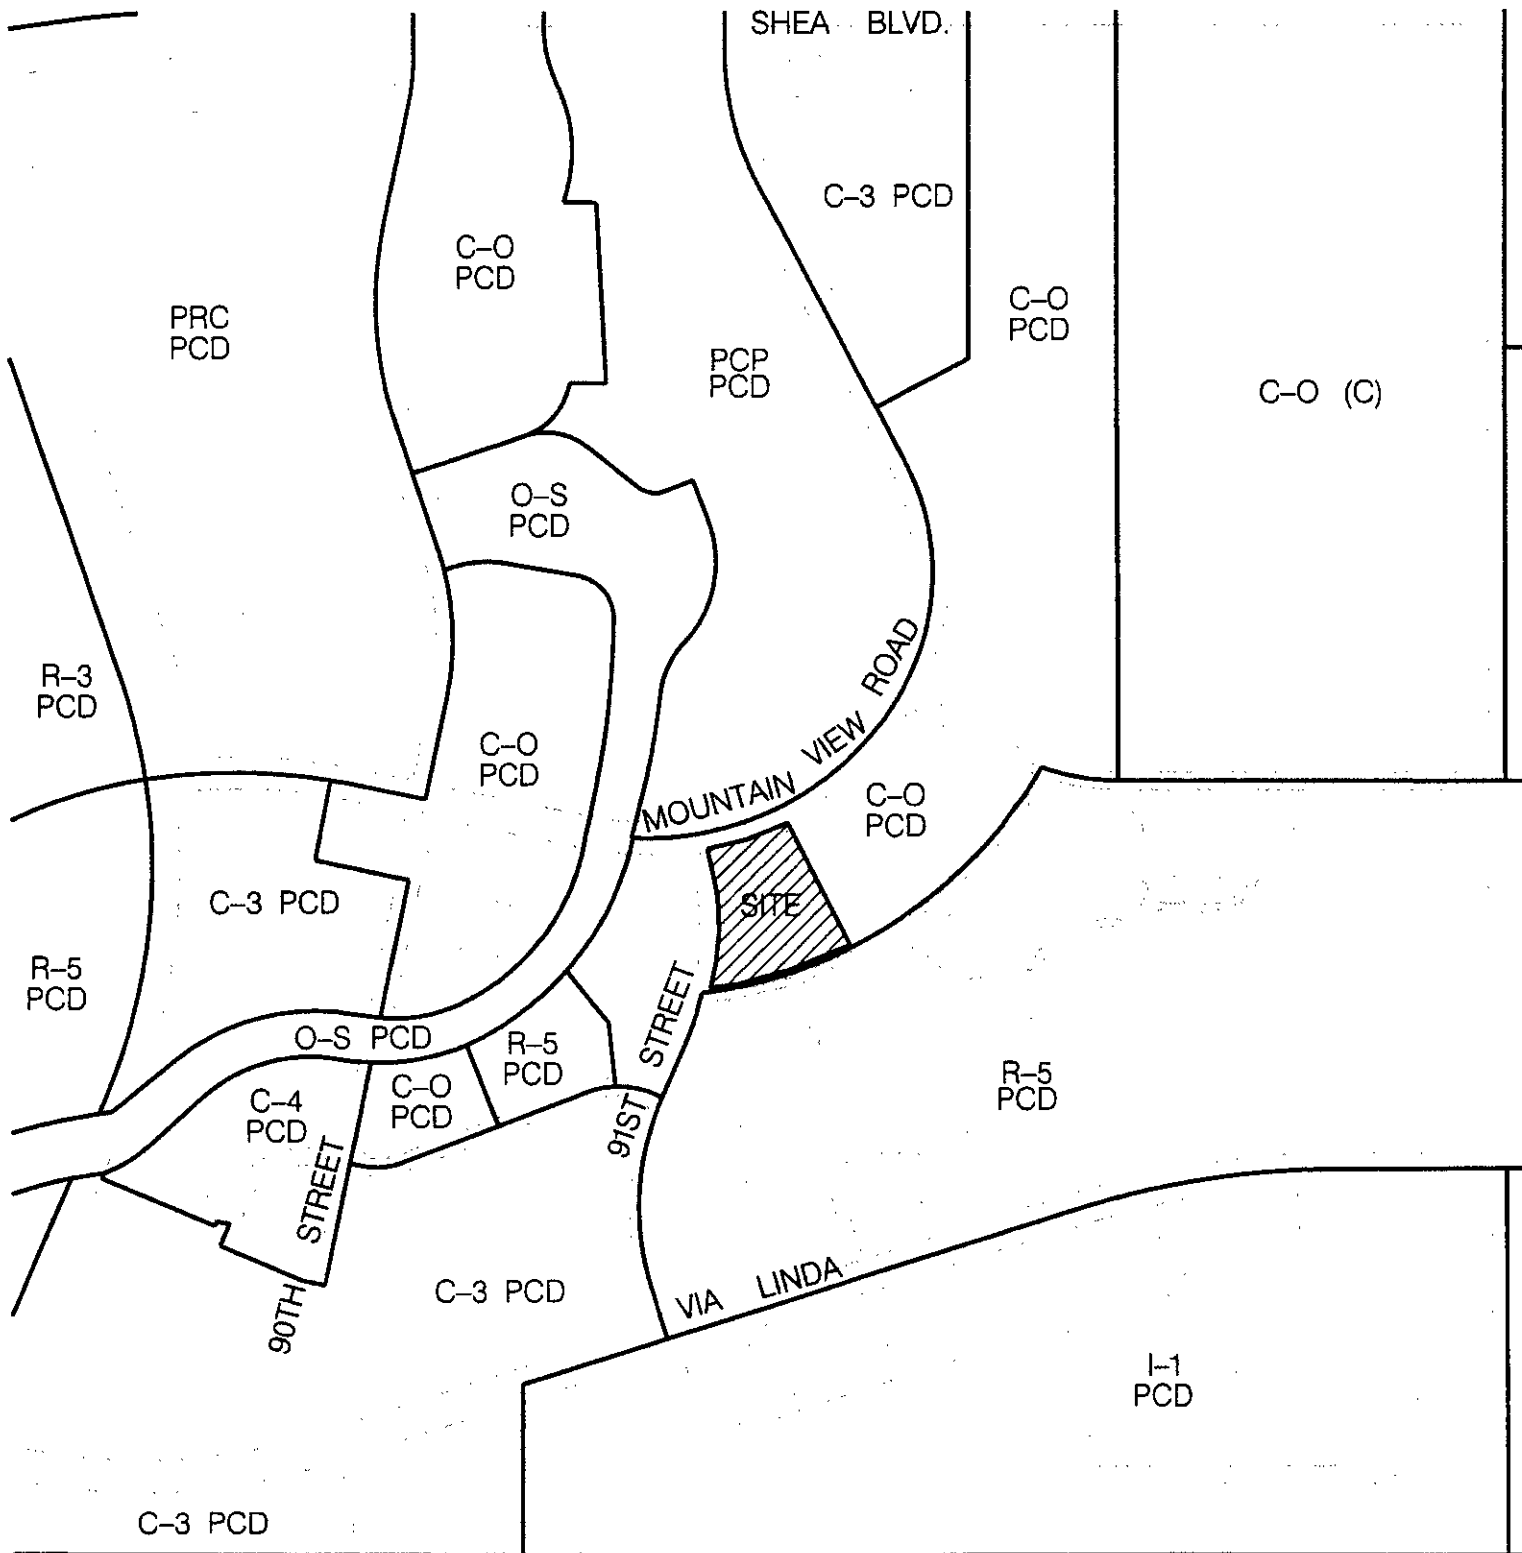 SHEA BLVD.
C–3 PCD
C–O
PCD
C–O
PCD
PRC
PCD
PCP
PCD
C–O (C)
O–S
PCD
R–3
PCD
MOUNTAIN VIEW ROAD
C–O
PCD
C–O
PCD
SITE
C–3 PCD
R–5
PCD
O–S PCD
R–5
PCD
91ST STREET
R–5
PCD
C–O
PCD
C–4
PCD
90TH STREET
C–3 PCD
VIA LINDA
I–1
PCD
C–3 PCD